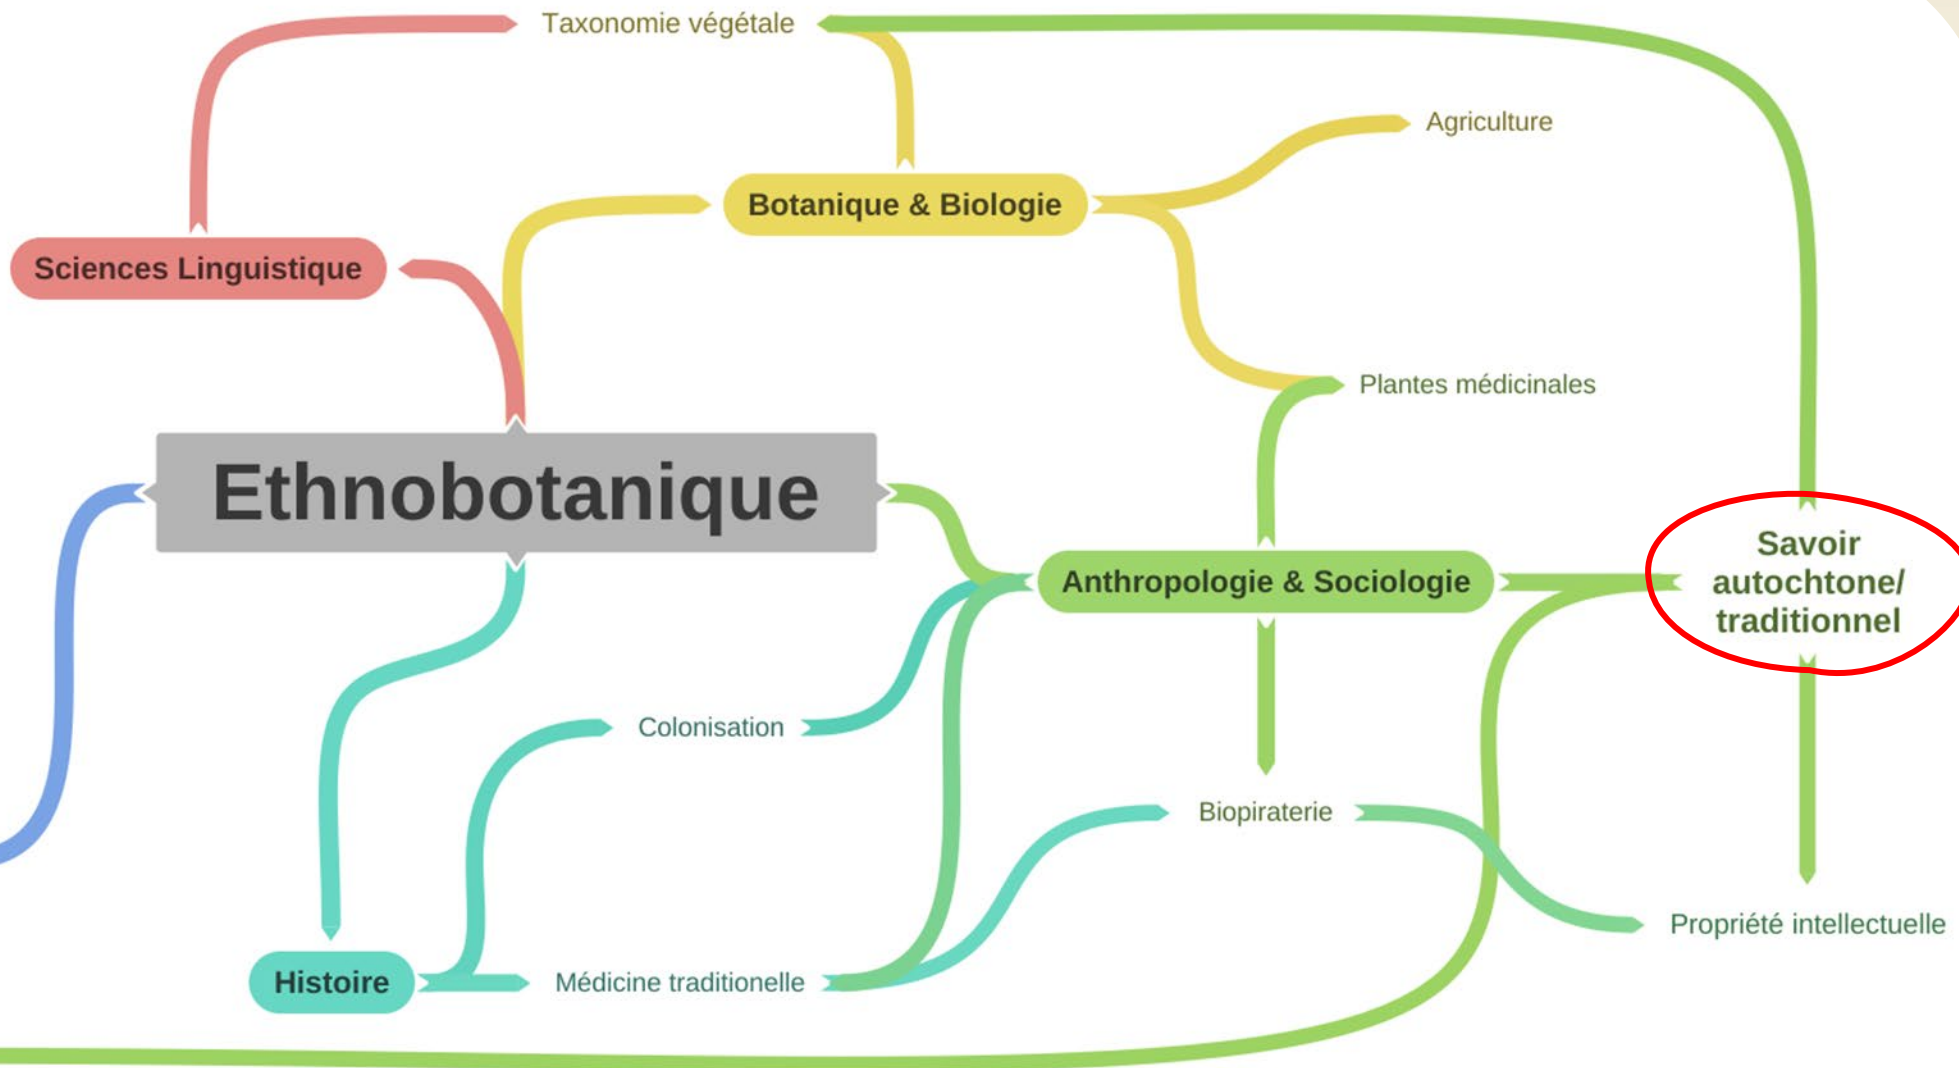 Taxonomie végétale
Agriculture
Botanique & Biologie
Sciences Linguistique
Plantes médicinales
Ethnobotanique
Savoir
autochtone/
traditionnel
Anthropologie & Sociologie
Colonisation
Biopiraterie
Propriété intellectuelle
Histoire
Médicine traditionelle